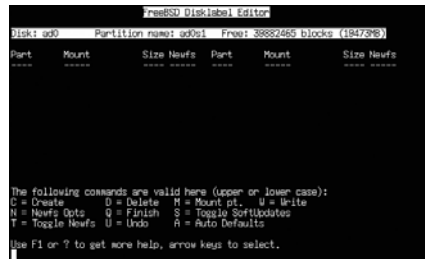 FreeBSD Disklabel Editor
Disk: ad0 Partition name: ad0s1 Free: 39882465 blocks (19473MB)
Part Mount Size Newfs Part Mount Size Newfs
---- ----- ---- ----- ---- ----- ---- -----
The following commands are valid here (upper or lower case):
C = Create D = Delete M = Mount pt. W = Write
N = Newfs Opts Q = Finish S = Toggle SoftUpdates
T = Toggle Newfs U = Undo A = Auto Defaults
Use F1 or ? to get more help, arrow keys to select.